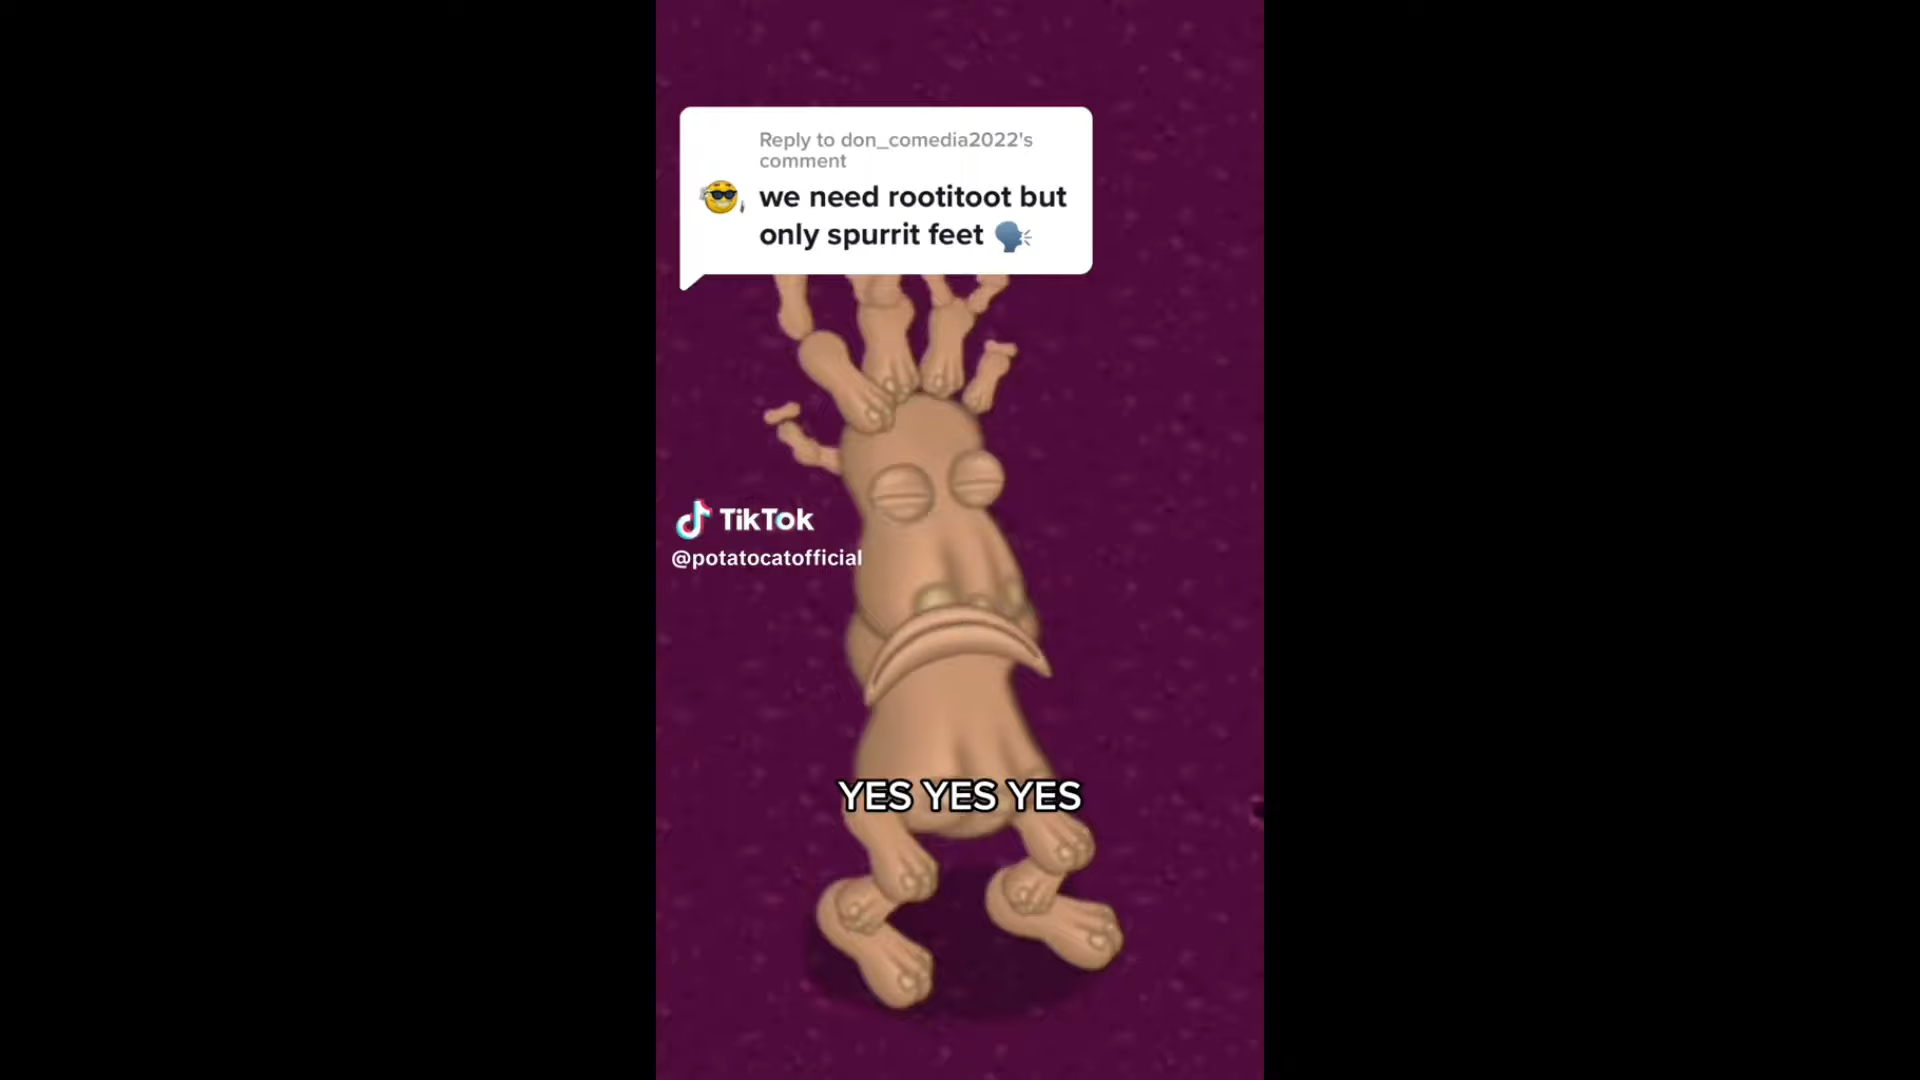 Reply to don_comedia2022's
comment
we need rootitoot but
only spurrit feet 🗣️
TikTok
@potatocatofficial
YES YES YES